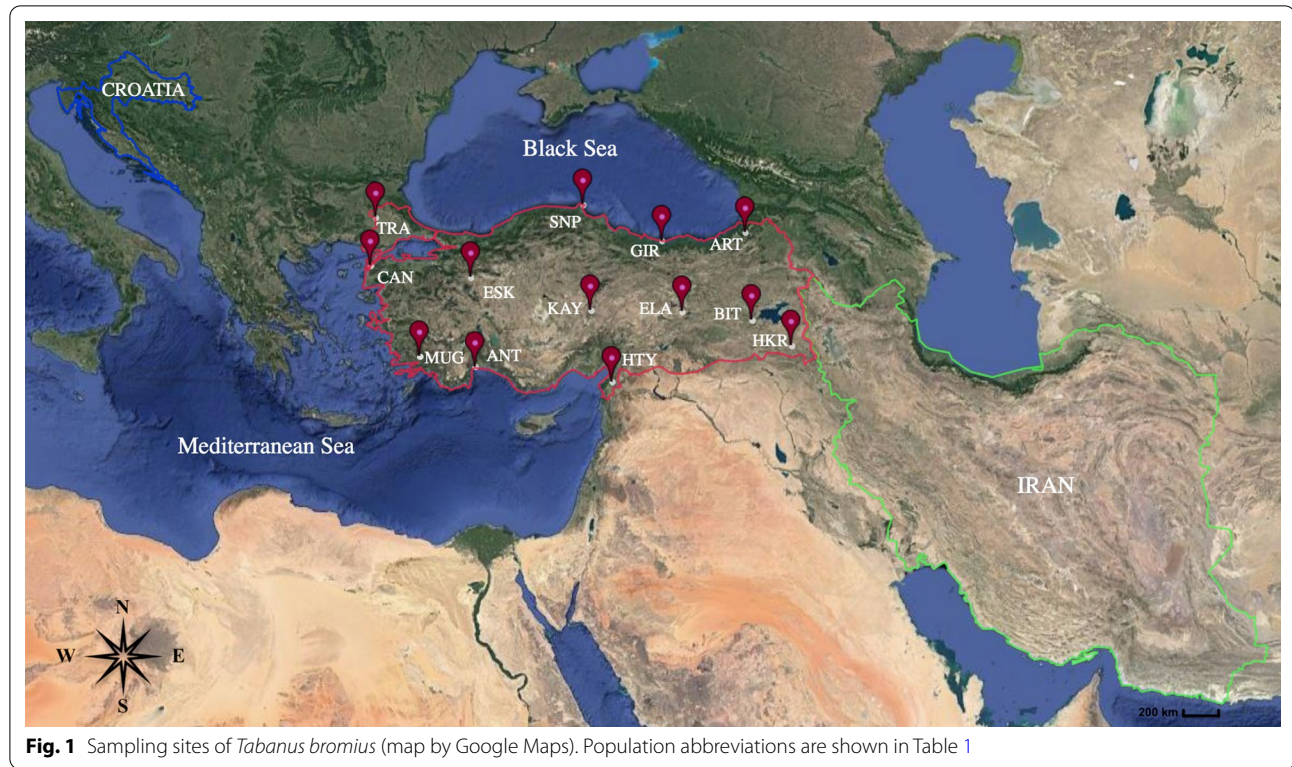 CROATIA
Black Sea
SNP
TRA
GIR
ART
CAN
ESK
KAY
ELA
BIT
HKR
MUG
ANT
HTY
Mediterranean Sea
IRAN
N
W
E
S
200 km
Fig. 1 Sampling sites of Tabanus bromius (map by Google Maps). Population abbreviations are shown in Table 1